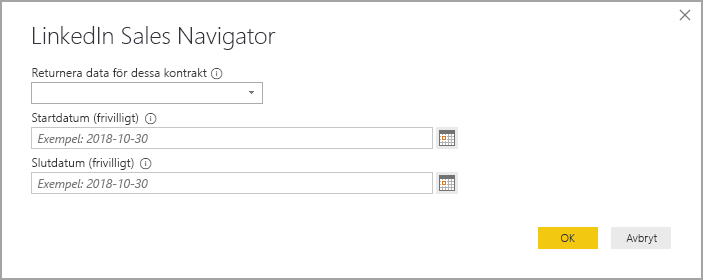 LinkedIn Sales Navigator
Returnera data för dessa kontrakt
Startdatum (frivilligt)
Exempel: 2018-10-30
Slutdatum (frivilligt)
Exempel: 2018-10-30
OK
Avbryt